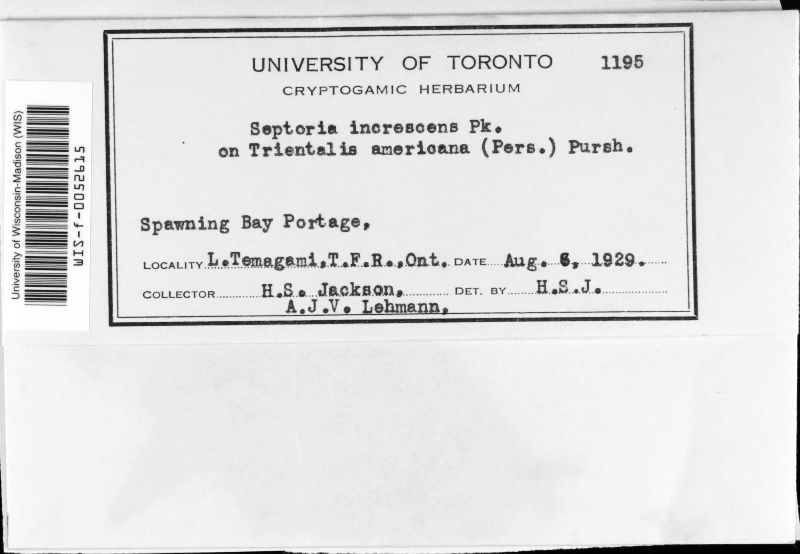 UNIVERSITY OF TORONTO 1195
CRYPTOGAMIC HERBARIUM
Septoria increscens Pk.
on Trientalis americana (Pers.) Pursh.
Spawning Bay Portage,
LOCALITY L.Temagami,T.F.R.,Ont. DATE Aug. 6, 1929.
COLLECTOR H.S. Jackson, DET. BY H.S.J.
A.J.V. Lehmann,
University of Wisconsin-Madison (WIS)
WIS-f-0052615